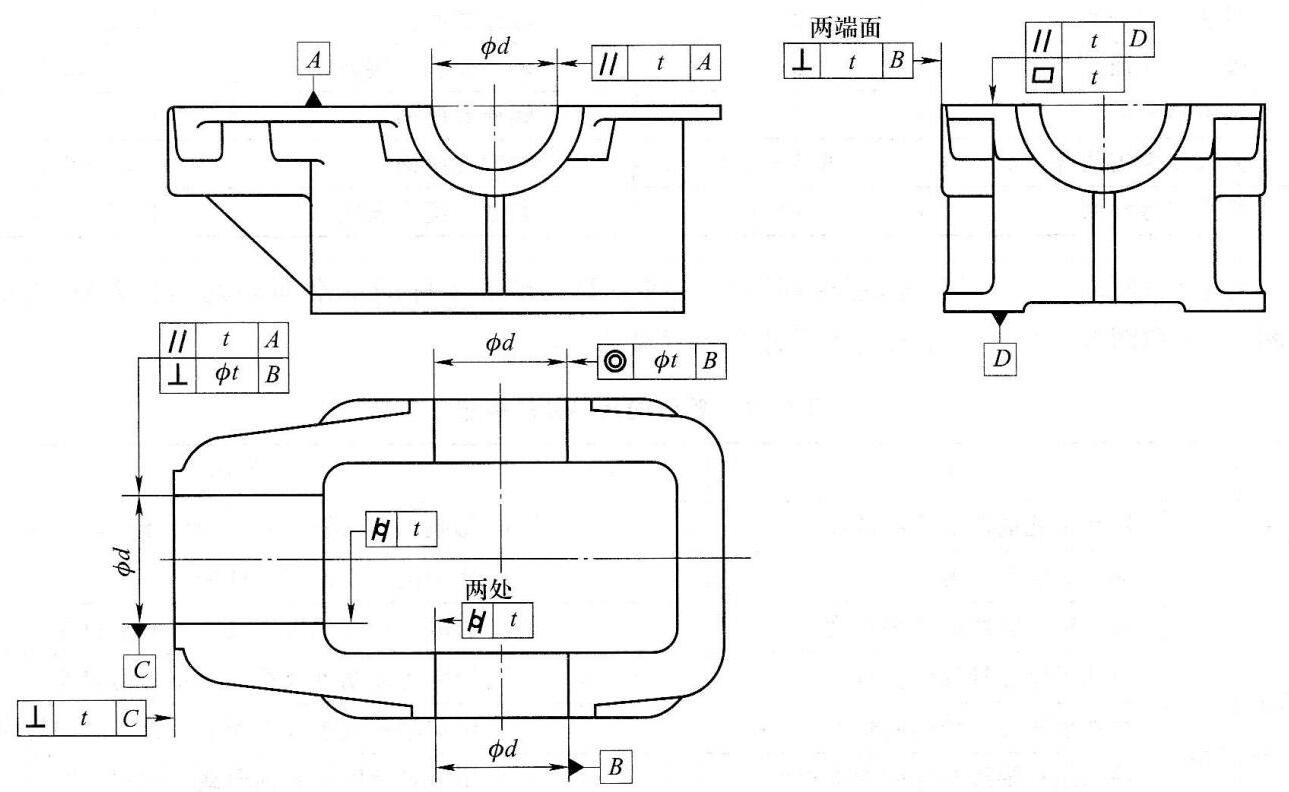 A
ϕd
// t A
两端面
⊥ t B
// t D
▱ t
D
// t A
⊥ ϕt B
ϕd
◎ ϕt B
ϕd
⌭ t
两处
⌭ t
C
⊥ t C
ϕd
B